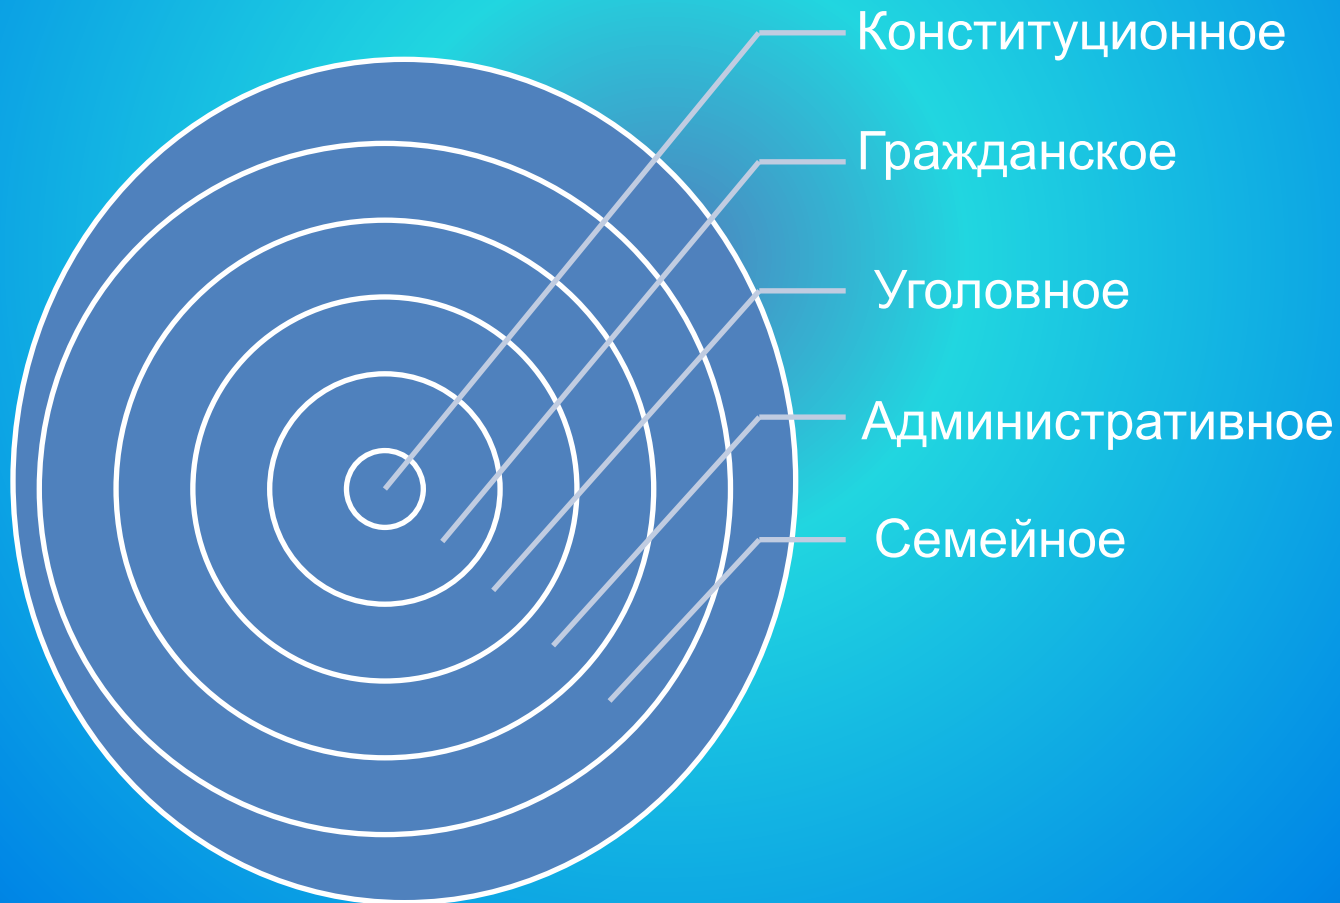 Конституционное
Гражданское
Уголовное
Административное
Семейное